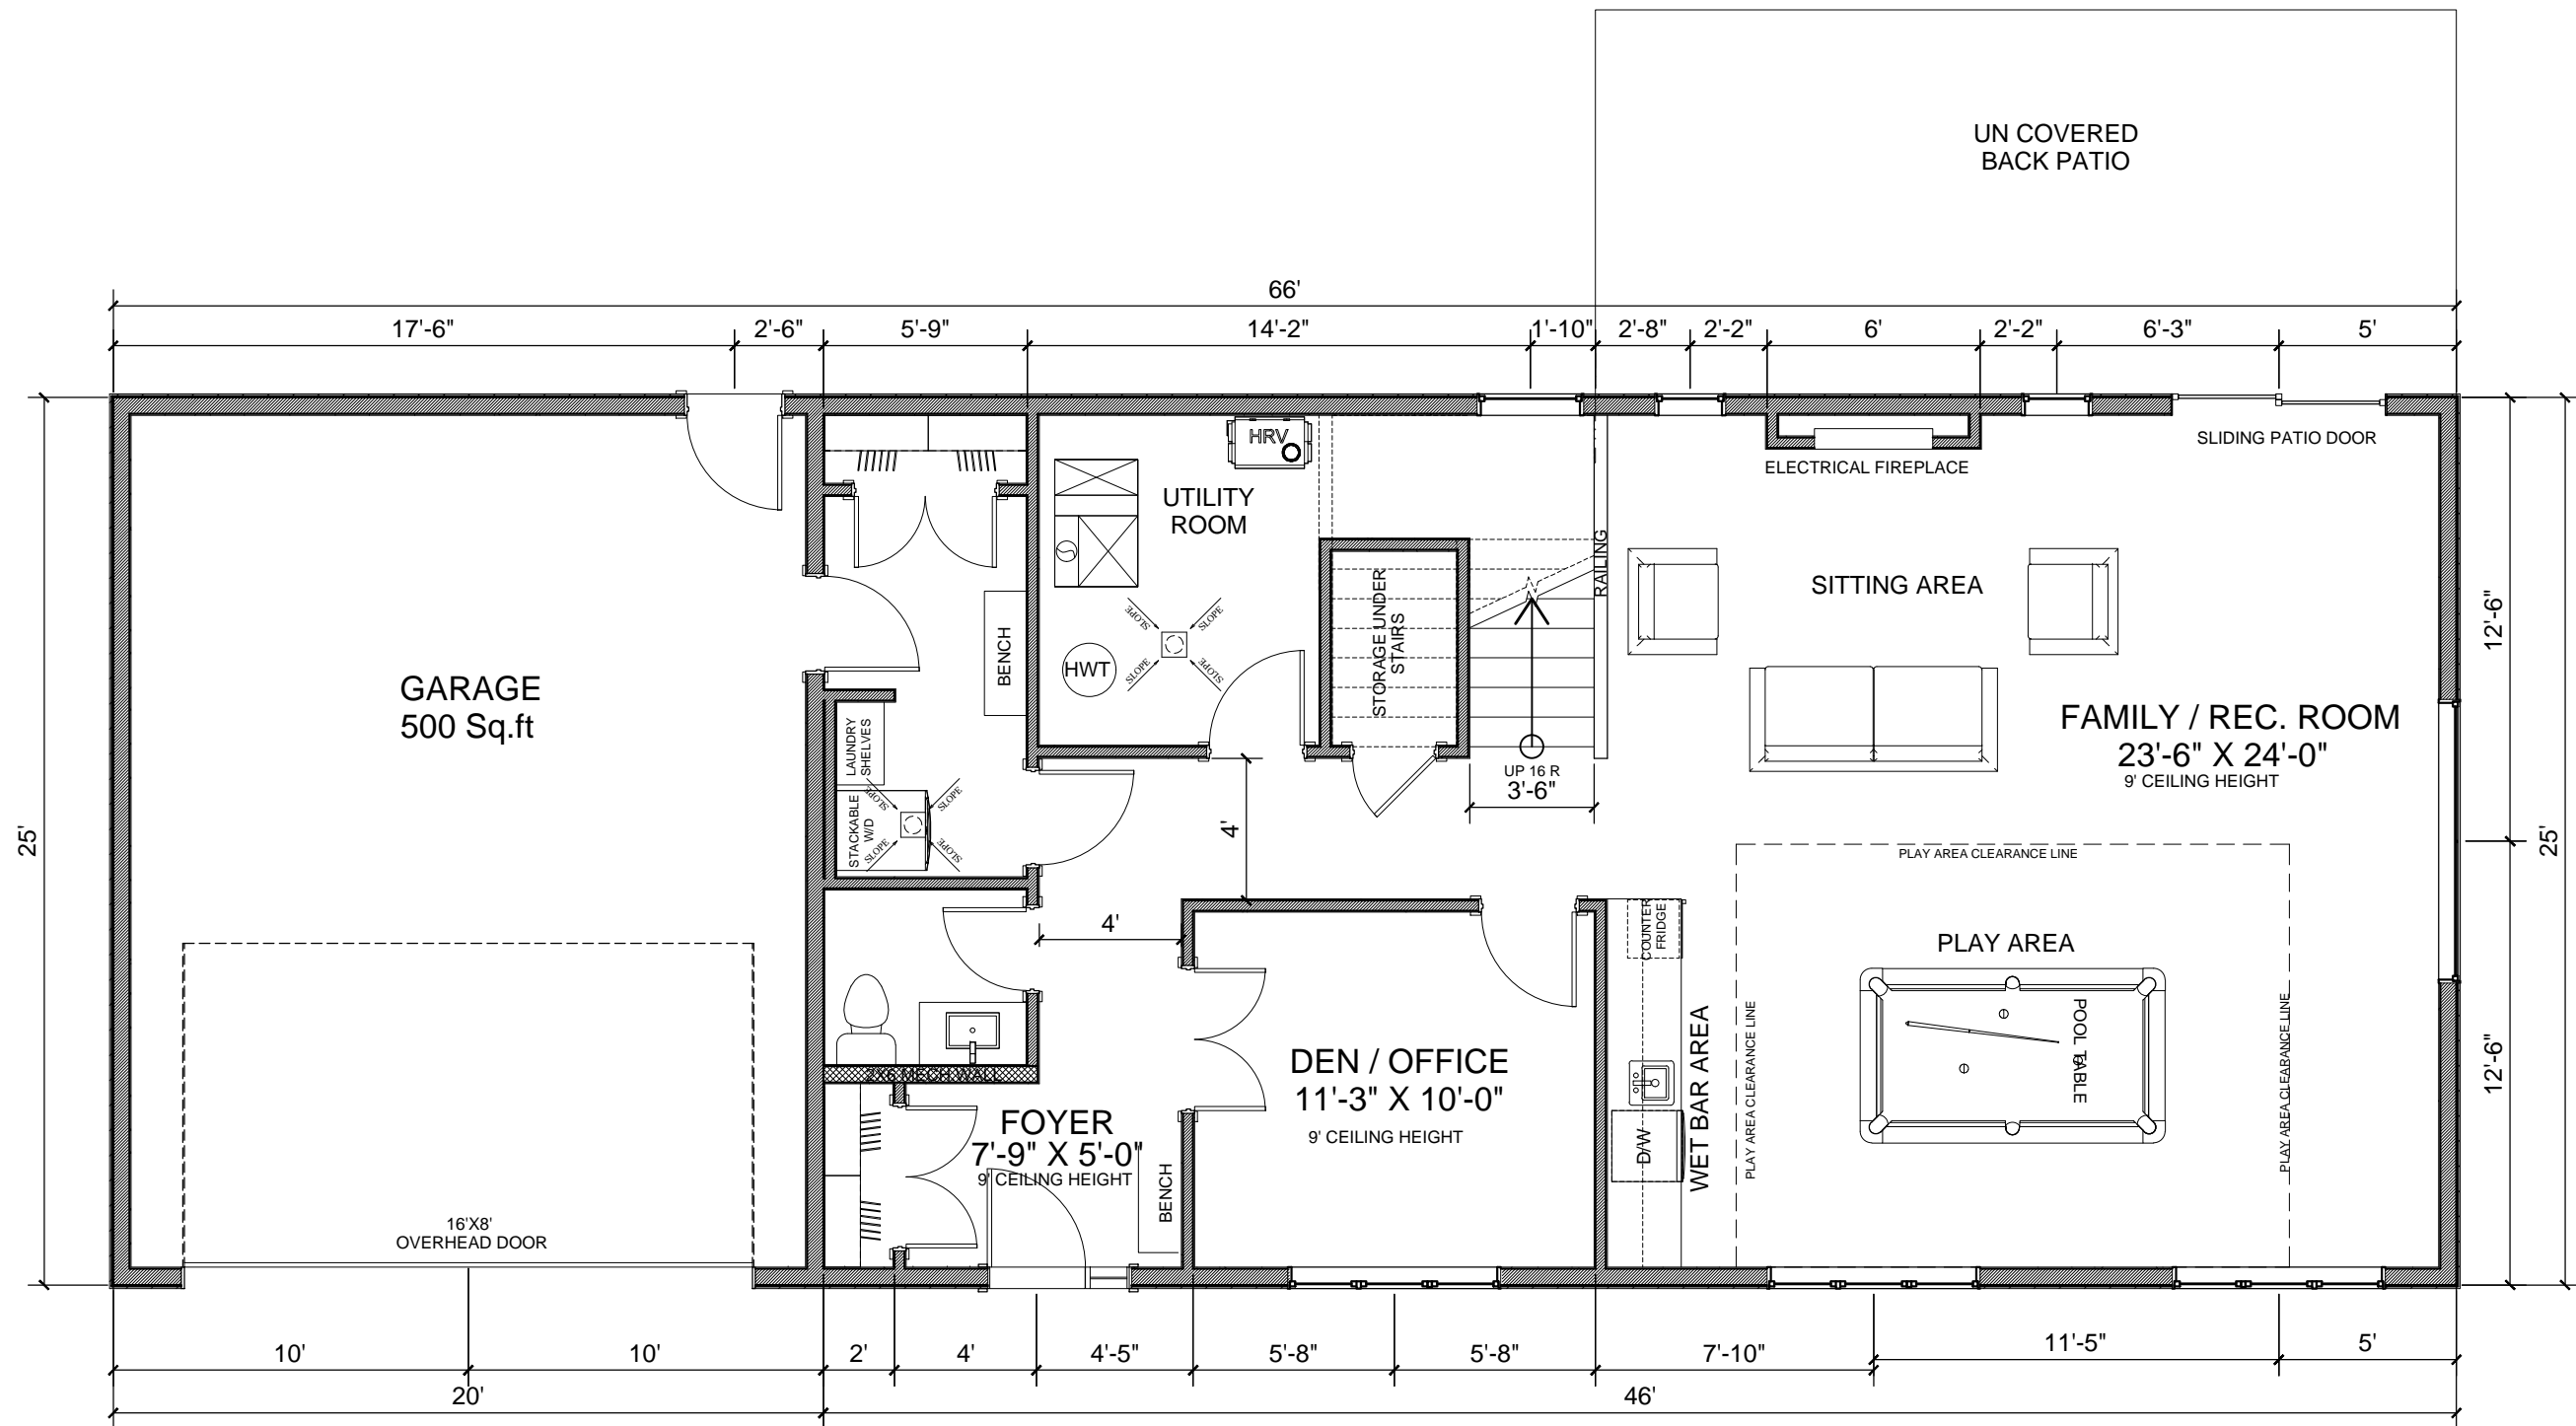 UN COVERED
BACK PATIO
66'
17'-6"
2'-6"
5'-9"
14'-2"
1'-10"
2'-8"
2'-2"
6'
2'-2"
6'-3"
5'
HRV
SLIDING PATIO DOOR
ELECTRICAL FIREPLACE
UTILITY
ROOM
RAILING
SITTING AREA
12'-6"
SLOPE
SLOPE
SLOPE
SLOPE
STORAGE UNDER
STAIRS
BENCH
HWT
GARAGE
500 Sq.ft
FAMILY / REC. ROOM
23'-6" X 24'-0"
9' CEILING HEIGHT
LAUNDRY
SHELVES
UP 16 R
3'-6"
STACKABLE
W/D
SLOPE
SLOPE
SLOPE
SLOPE
4'
25'
25'
PLAY AREA CLEARANCE LINE
4'
COUNTER
FRIDGE
PLAY AREA
POOL TABLE
WET BAR AREA
PLAY AREA CLEARANCE LINE
PLAY AREA CLEARANCE LINE
12'-6"
DEN / OFFICE
11'-3" X 10'-0"
9' CEILING HEIGHT
2X6 MECH WALL
FOYER
7'-9" X 5'-0"
9' CEILING HEIGHT
BENCH
D/W
16'X8'
OVERHEAD DOOR
10'
10'
2'
4'
4'-5"
5'-8"
5'-8"
7'-10"
11'-5"
5'
20'
46'